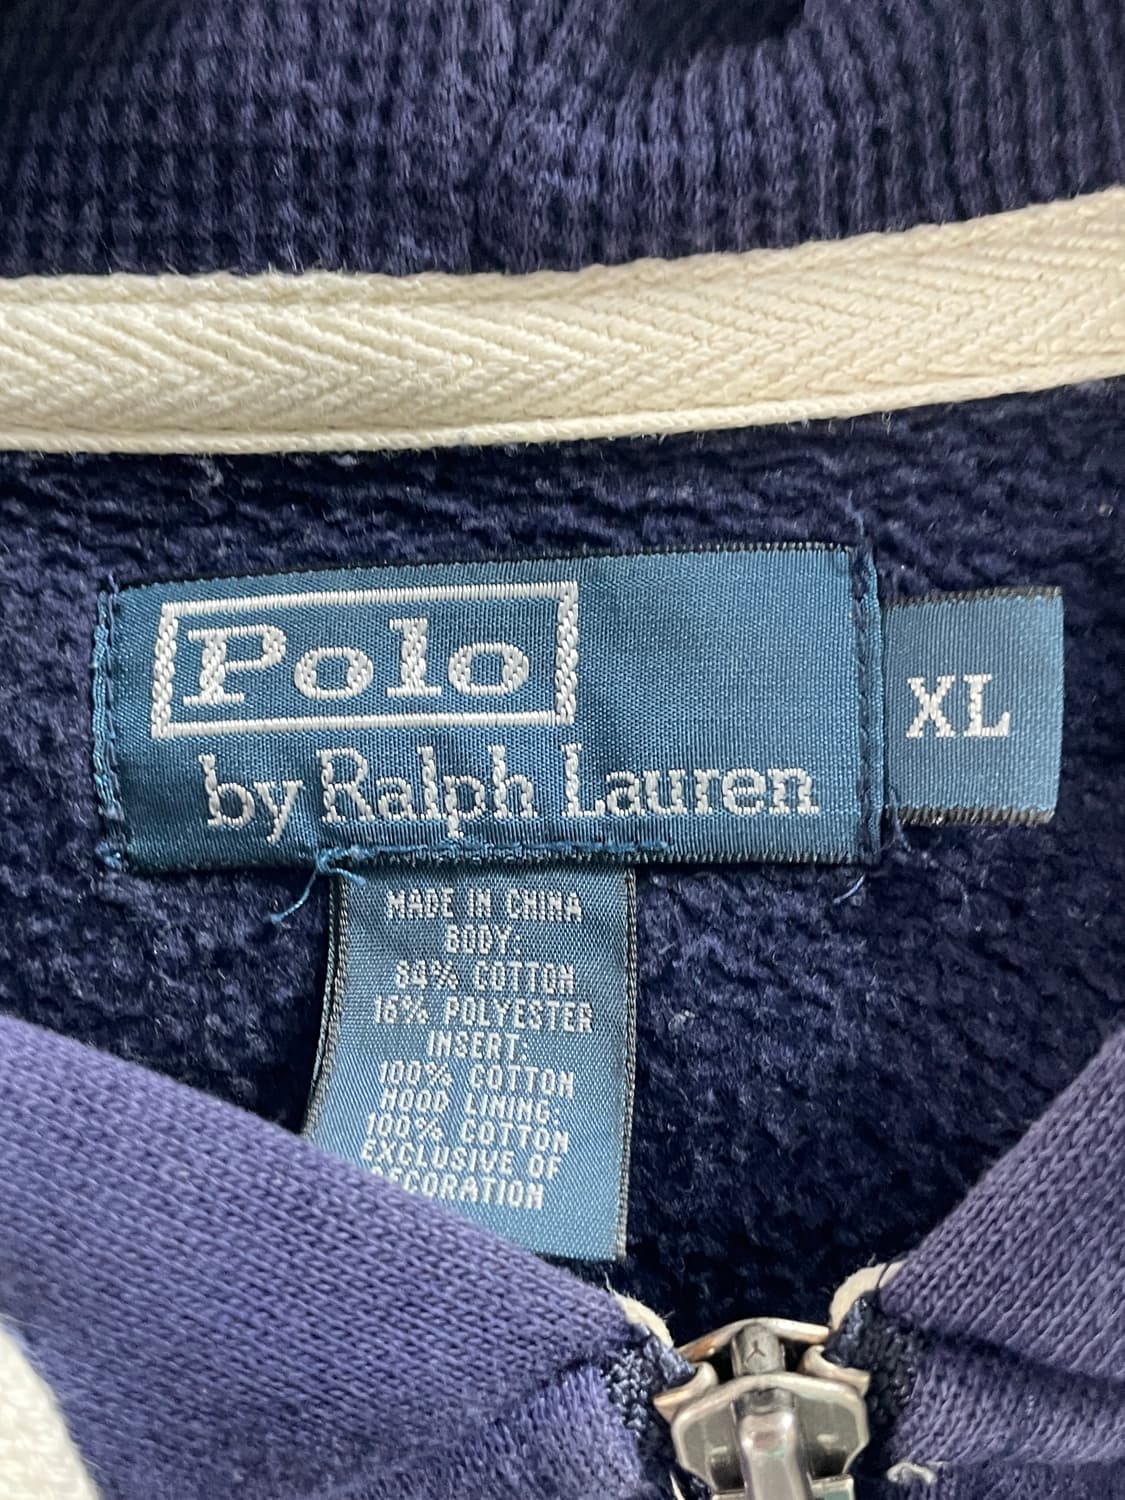 Polo
by Ralph Lauren
XL
MADE IN CHINA
BODY:
84% COTTON
16% POLYESTER
INSERT:
100% COTTON
HOOD LINING:
100% COTTON
EXCLUSIVE OF
DECORATION